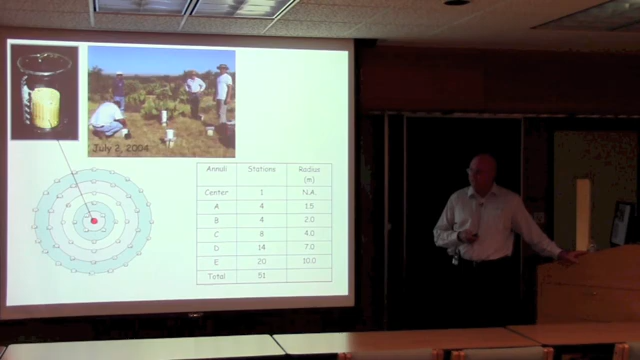 July 2, 2004
Annuli Stations Radius (m)
Center 1 N.A.
A 4 1.5
B 4 2.0
C 8 4.0
D 14 7.0
E 20 10.0
Total 51